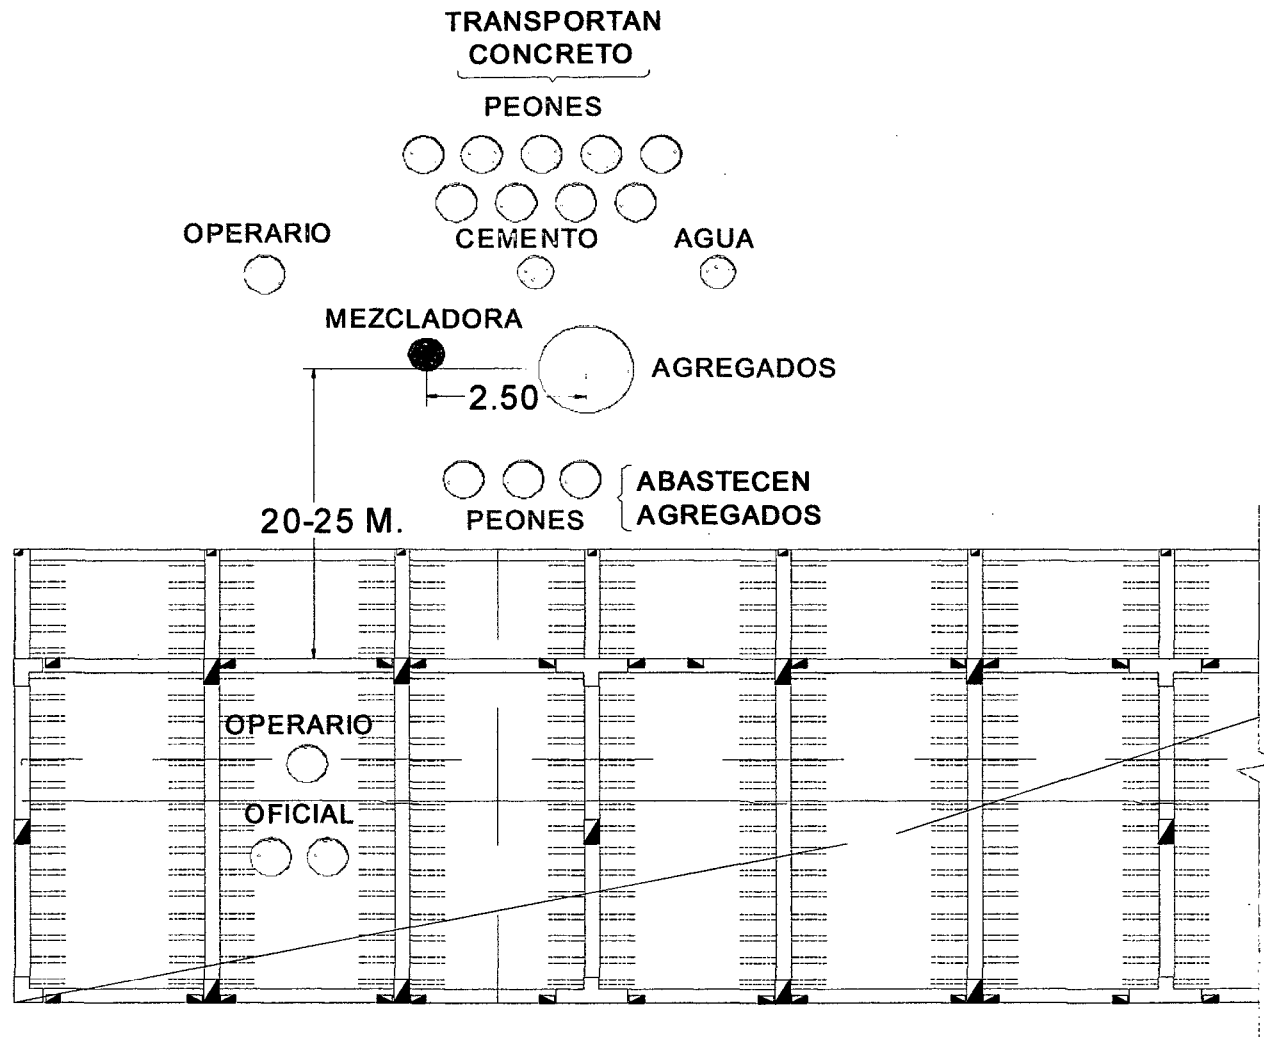 TRANSPORTAN
CONCRETO
PEONES
OPERARIO
CEMENTO
AGUA
MEZCLADORA
AGREGADOS
2.50
ABASTECEN
AGREGADOS
PEONES
20-25 M.
OPERARIO
OFICIAL